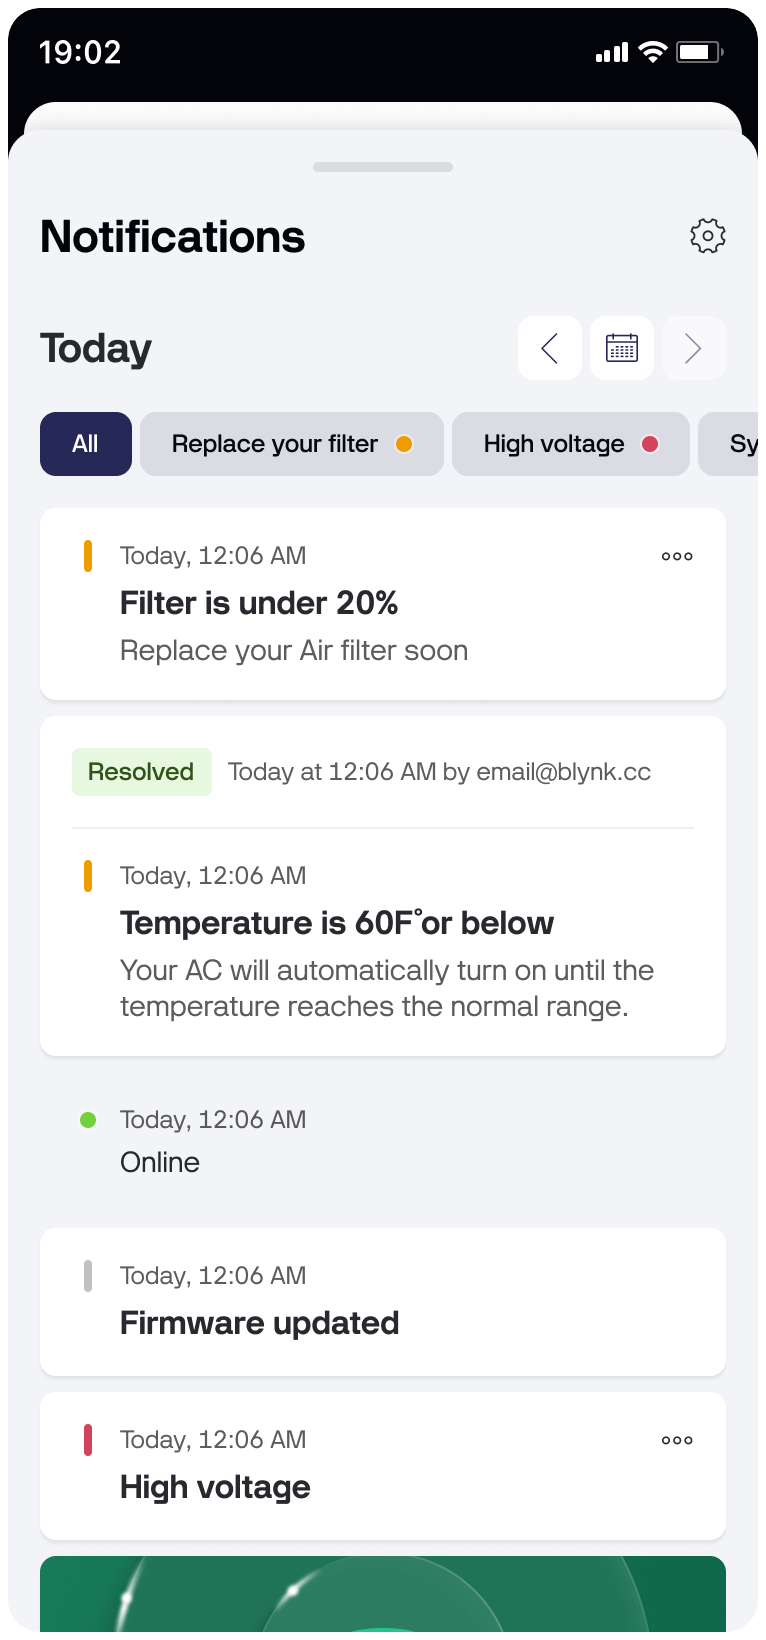 19:02
Notifications
Today
All
Replace your filter
High voltage
Sy
Today, 12:06 AM
Filter is under 20%
Replace your Air filter soon
Resolved
Today at 12:06 AM by email@blynk.cc
Today, 12:06 AM
Temperature is 60F°or below
Your AC will automatically turn on until the
temperature reaches the normal range.
Today, 12:06 AM
Online
Today, 12:06 AM
Firmware updated
Today, 12:06 AM
High voltage